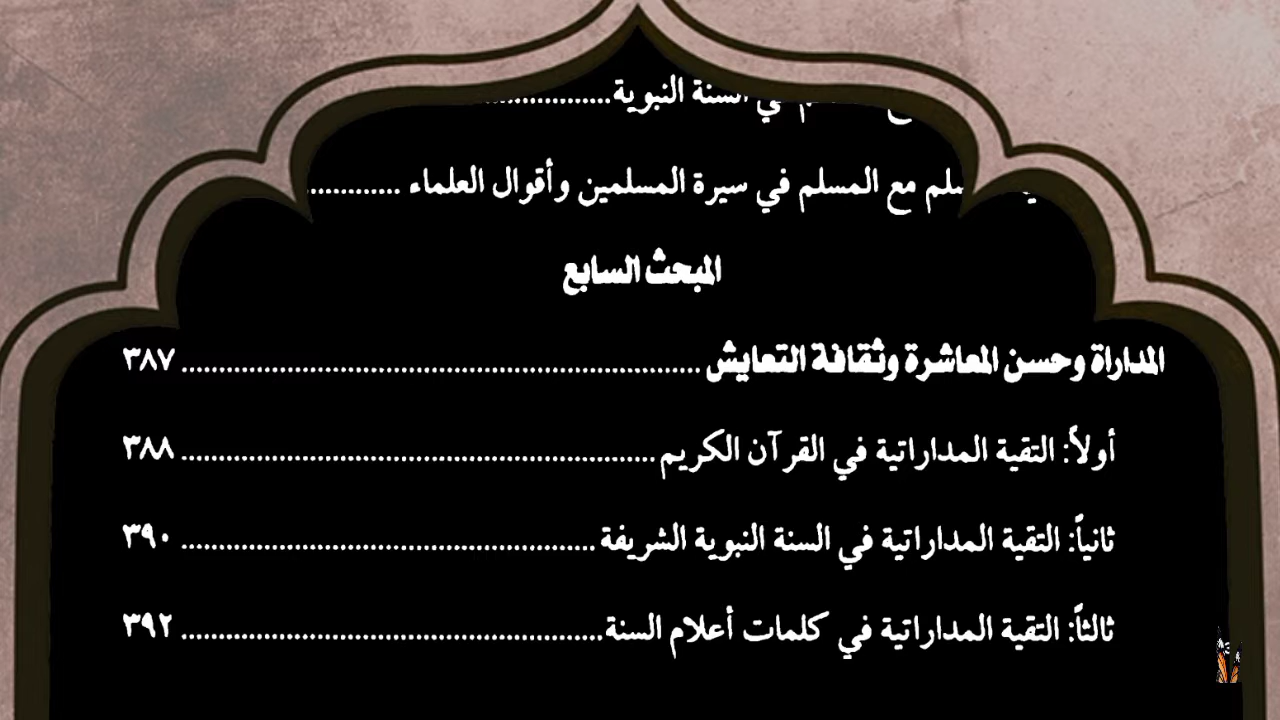 في السنة النبوية..............
مع المسلم في سيرة المسلمين وأقوال العلماء .............
المبحث السابع
المداراة وحسن المعاشرة وثقافة التعايش ................ ٣٨٧
أولاً: التقية المداراتية في القرآن الكريم ................ ٣٨٨
ثانياً: التقية المداراتية في السنة النبوية الشريفة ................ ٣٩٠
ثالثاً: التقية المداراتية في كلمات أعلام السنة ................ ٣٩٢